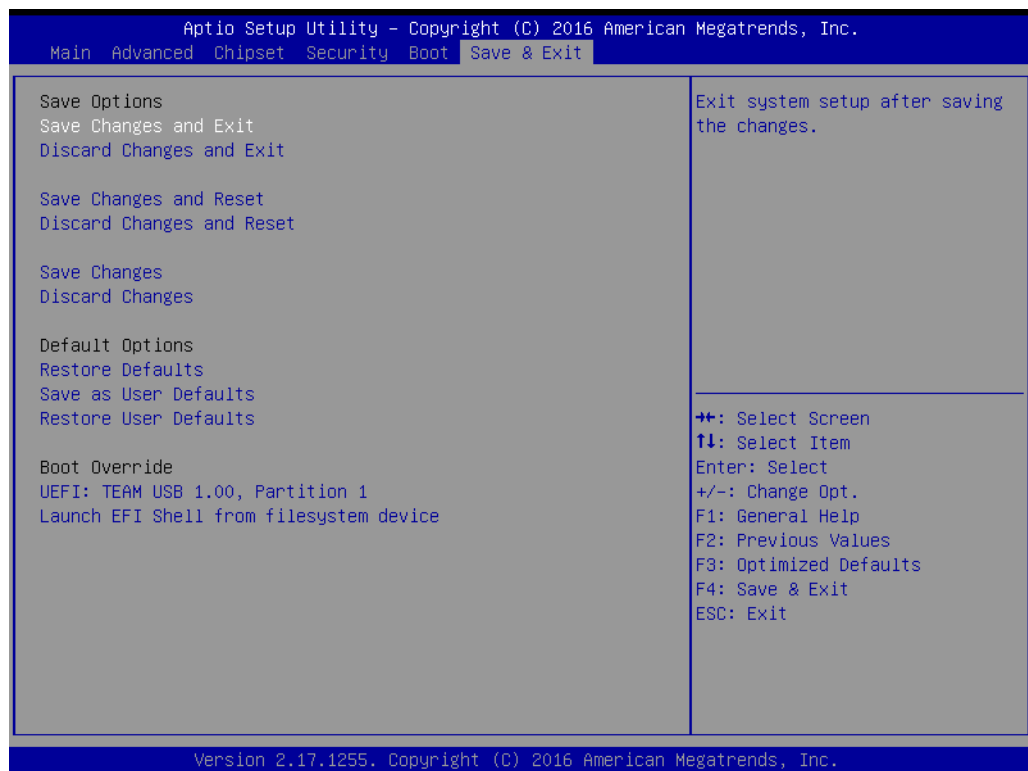 Aptio Setup Utility – Copyright (C) 2016 American Megatrends, Inc.
Main Advanced Chipset Security Boot Save & Exit
Save Options
Save Changes and Exit
Discard Changes and Exit
Save Changes and Reset
Discard Changes and Reset
Save Changes
Discard Changes
Default Options
Restore Defaults
Save as User Defaults
Restore User Defaults
Boot Override
UEFI: TEAM USB 1.00, Partition 1
Launch EFI Shell from filesystem device
Exit system setup after saving
the changes.
→←: Select Screen
↑↓: Select Item
Enter: Select
+/-: Change Opt.
F1: General Help
F2: Previous Values
F3: Optimized Defaults
F4: Save & Exit
ESC: Exit
Version 2.17.1255. Copyright (C) 2016 American Megatrends, Inc.